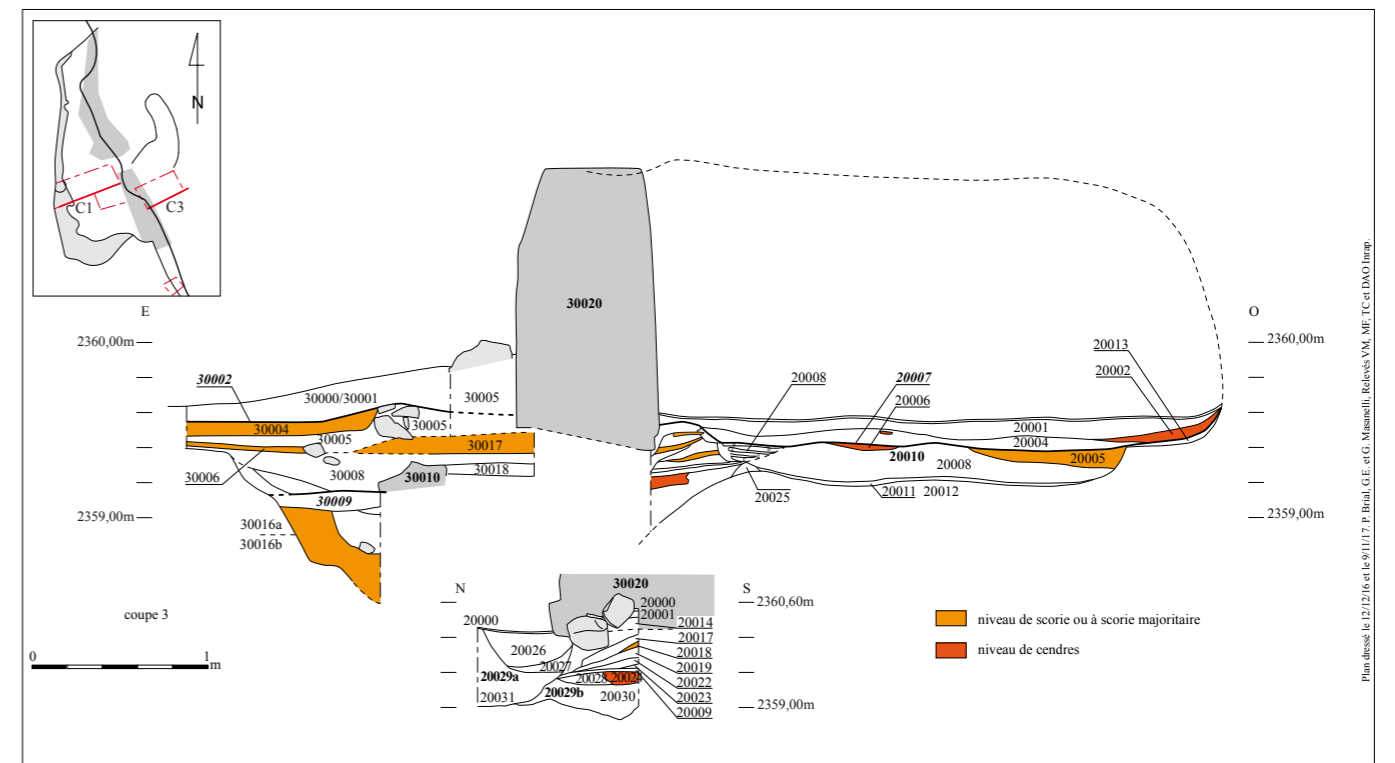 N
C1
C3
E
O
2360,00m
2360,00m
30020
20013
20002
30002
20008
20007
20006
30000/30001
30005
30004
30005
30005
30017
20001
20004
20010
20008
20005
30006
30008
30010
30018
20025
20011
20012
2359,00m
30009
2359,00m
30016a
30016b
N
30020
S
coupe 3
20000
20000
2360,60m
20001
20014
20017
20026
20018
20027
20019
20029a
20028
20024
20022
20031
20029b
20030
20023
20009
2359,00m
0
1
m
niveau de scorie ou à scorie majoritaire
niveau de cendres
Plan dressé le 12/12/16 et le 9/11/17. P. Brial, G.E. et G. Masanelli, Relevés VM, MF, TC et DAO Inrap.